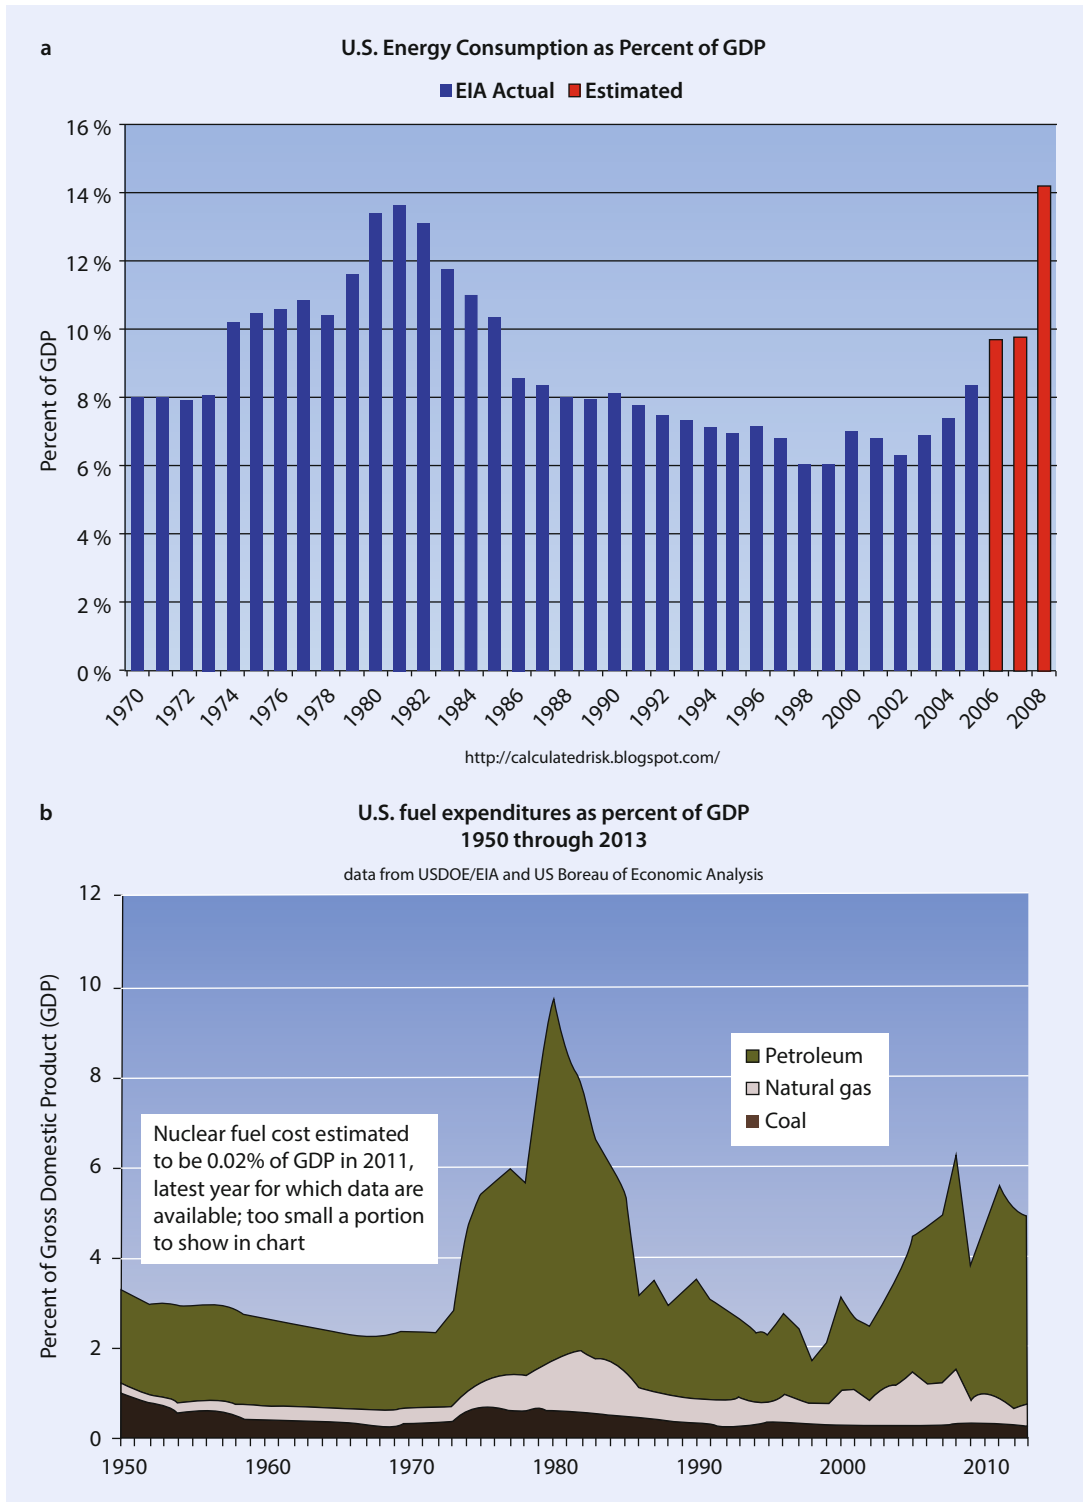 a
U.S. Energy Consumption as Percent of GDP
EIA Actual Estimated
Percent of GDP
16 %
14 %
12 %
10 %
8 %
6 %
4 %
2 %
0 %
1970 1972 1974 1976 1978 1980 1982 1984 1986 1988 1990 1992 1994 1996 1998 2000 2002 2004 2006 2008
http://calculatedrisk.blogspot.com/
b
U.S. fuel expenditures as percent of GDP
1950 through 2013
data from USDOE/EIA and US Boreau of Economic Analysis
Percent of Gross Domestic Product (GDP)
12
10
8
6
4
2
0
Petroleum
Natural gas
Coal
Nuclear fuel cost estimated
to be 0.02% of GDP in 2011,
latest year for which data are
available; too small a portion
to show in chart
1950 1960 1970 1980 1990 2000 2010